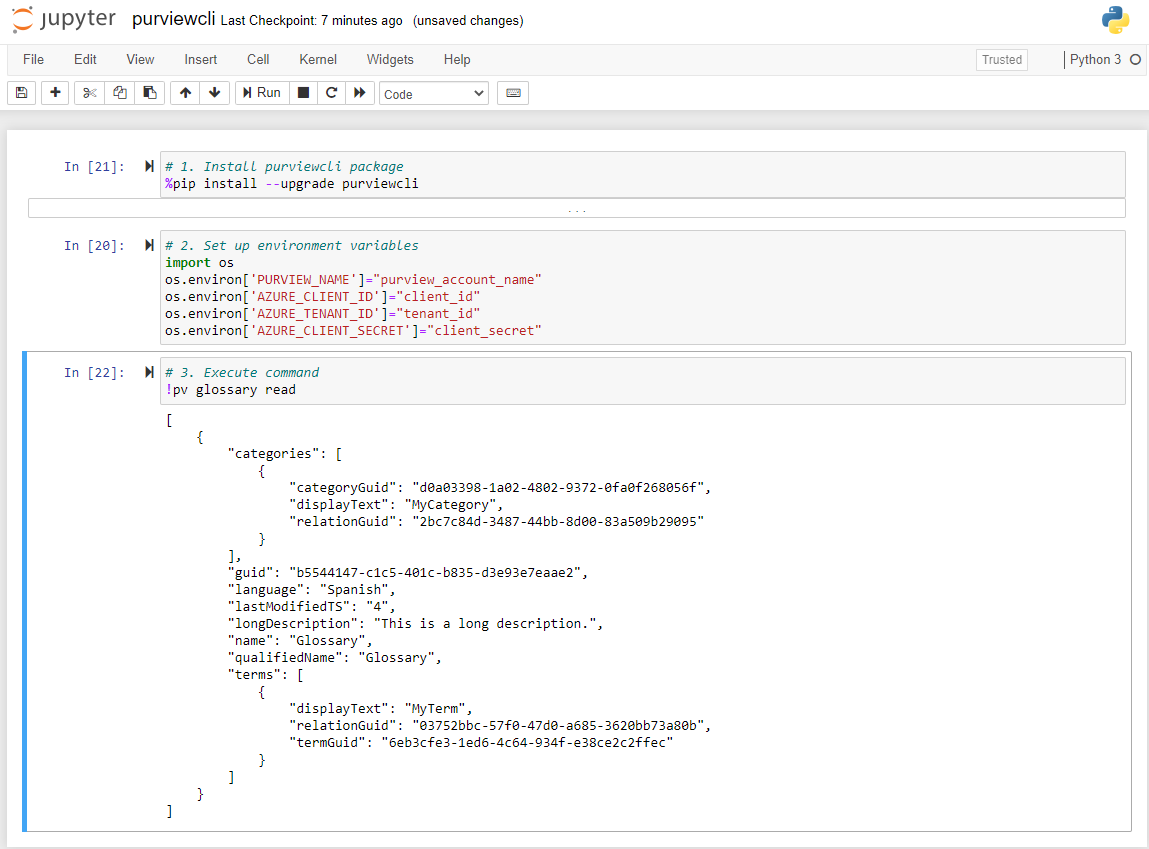 jupyter purviewcli Last Checkpoint: 7 minutes ago (unsaved changes)
File Edit View Insert Cell Kernel Widgets Help Trusted Python 3
Run Code
In [21]: # 1. Install purviewcli package
%pip install --upgrade purviewcli
...
In [20]: # 2. Set up environment variables
import os
os.environ['PURVIEW_NAME']="purview_account_name"
os.environ['AZURE_CLIENT_ID']="client_id"
os.environ['AZURE_TENANT_ID']="tenant_id"
os.environ['AZURE_CLIENT_SECRET']="client_secret"
In [22]: # 3. Execute command
!pv glossary read
[
    {
        "categories": [
            {
                "categoryGuid": "d0a03398-1a02-4802-9372-0fa0f268056f",
                "displayText": "MyCategory",
                "relationGuid": "2bc7c84d-3487-44bb-8d00-83a509b29095"
            }
        ],
        "guid": "b5544147-c1c5-401c-b835-d3e93e7eaae2",
        "language": "Spanish",
        "lastModifiedTS": "4",
        "longDescription": "This is a long description.",
        "name": "Glossary",
        "qualifiedName": "Glossary",
        "terms": [
            {
                "displayText": "MyTerm",
                "relationGuid": "03752bbc-57f0-47d0-a685-3620bb73a80b",
                "termGuid": "6eb3cfe3-1ed6-4c64-934f-e38ce2c2ffec"
            }
        ]
    }
]